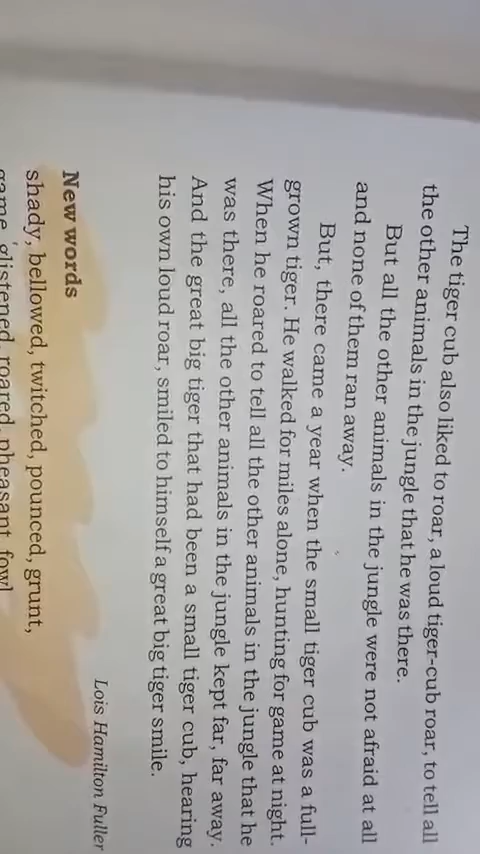 The tiger cub also liked to roar, a loud tiger-cub roar, to tell all
the other animals in the jungle that he was there.
But all the other animals in the jungle were not afraid at all
and none of them ran away.
But, there came a year when the small tiger cub was a full-
grown tiger. He walked for miles alone, hunting for game at night.
When he roared to tell all the other animals in the jungle that he
was there, all the other animals in the jungle kept far, far away.
And the great big tiger that had been a small tiger cub, hearing
his own loud roar, smiled to himself a great big tiger smile.
Lois Hamilton Fuller
New words
shady, bellowed, twitched, pounced, grunt,
game, glistened, roared, pheasant, fowl